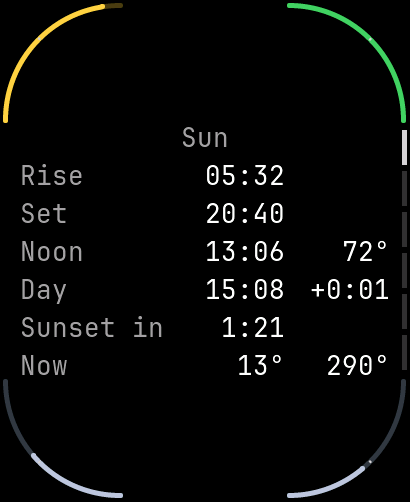 Sun
Rise 05:32
Set 20:40
Noon 13:06 72°
Day 15:08 +0:01
Sunset in 1:21
Now 13° 290°